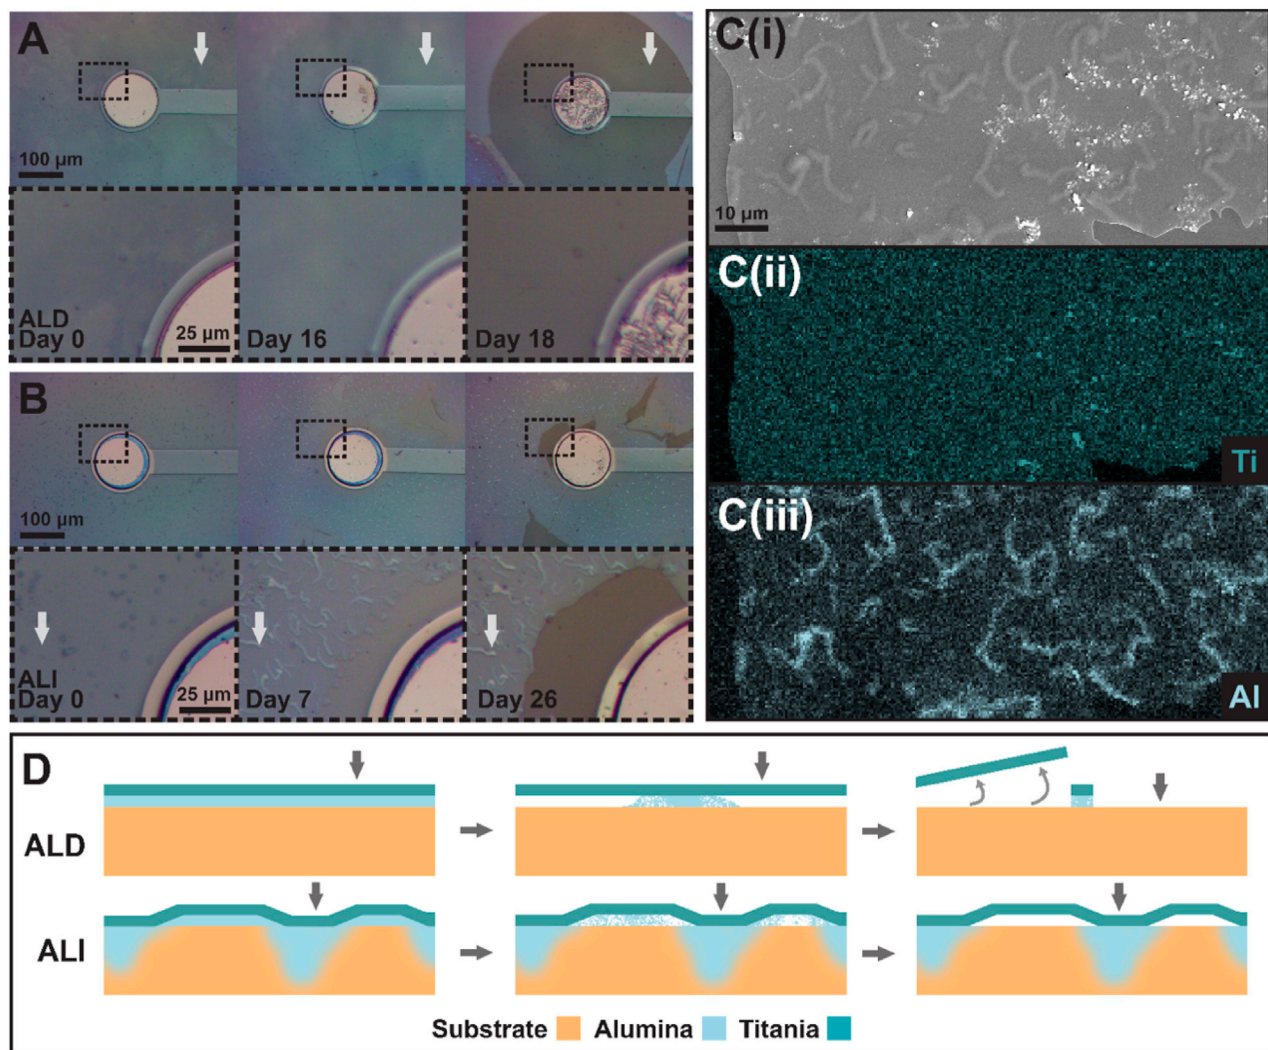 A
100 µm
ALD
Day 0
25 µm
Day 16
Day 18
B
100 µm
ALI
Day 0
25 µm
Day 7
Day 26
C(i)
10 µm
C(ii)
Ti
C(iii)
Al
D
ALD
ALI
Substrate Alumina Titania